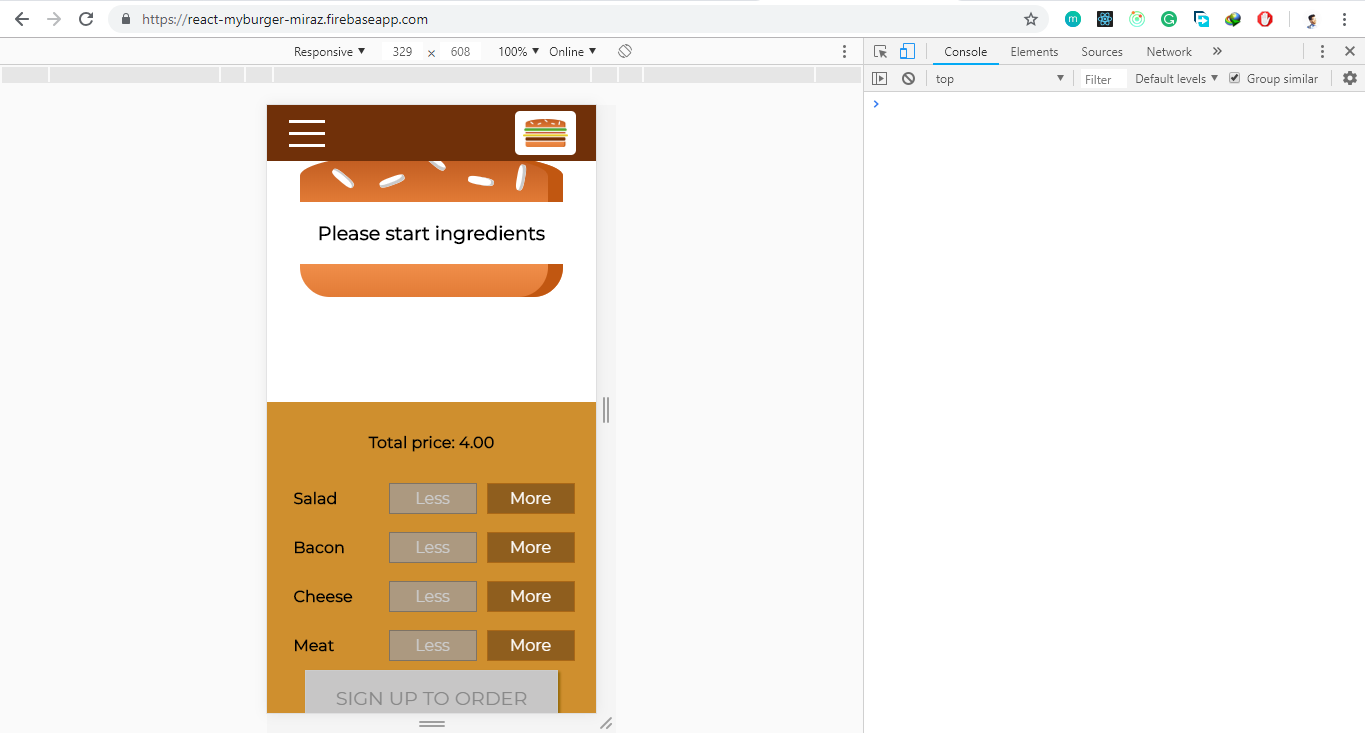 https://react-myburger-miraz.firebaseapp.com
Responsive 329 × 608 100% Online
Console Elements Sources Network
top Filter Default levels Group similar
Please start ingredients
Total price: 4.00
Salad Less More
Bacon Less More
Cheese Less More
Meat Less More
SIGN UP TO ORDER